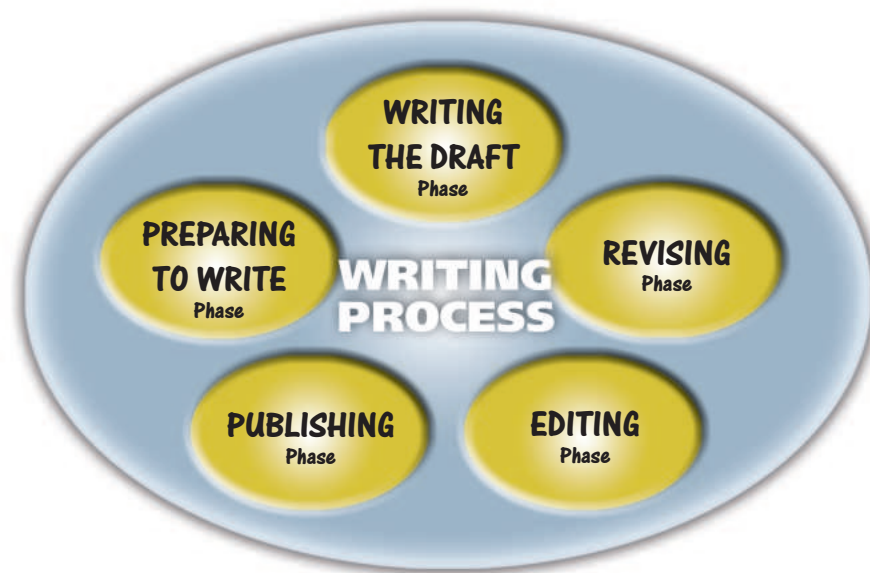 WRITING
THE DRAFT
Phase
PREPARING
TO WRITE
Phase
WRITING
PROCESS
REVISING
Phase
PUBLISHING
Phase
EDITING
Phase